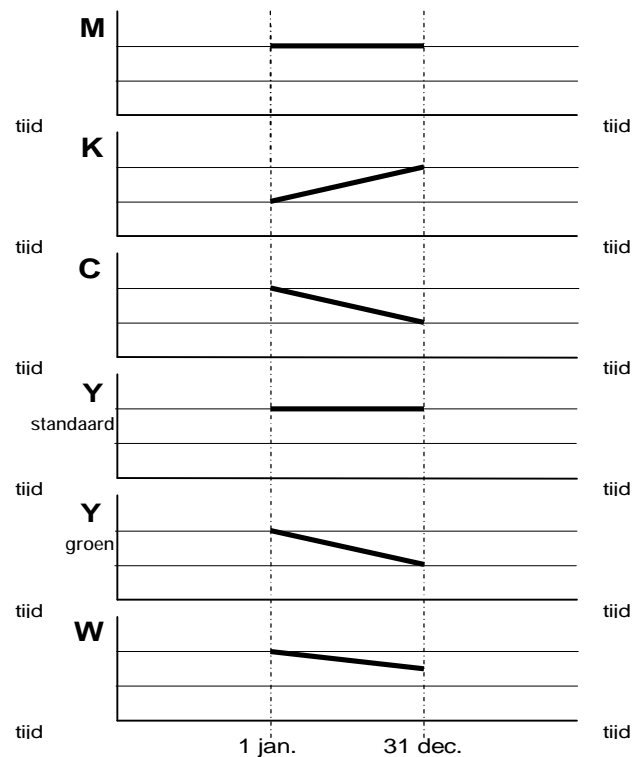 M
tijd tijd
K
tijd tijd
C
tijd tijd
Y
standaard
tijd tijd
Y
groen
tijd tijd
W
tijd tijd
1 jan. 31 dec.